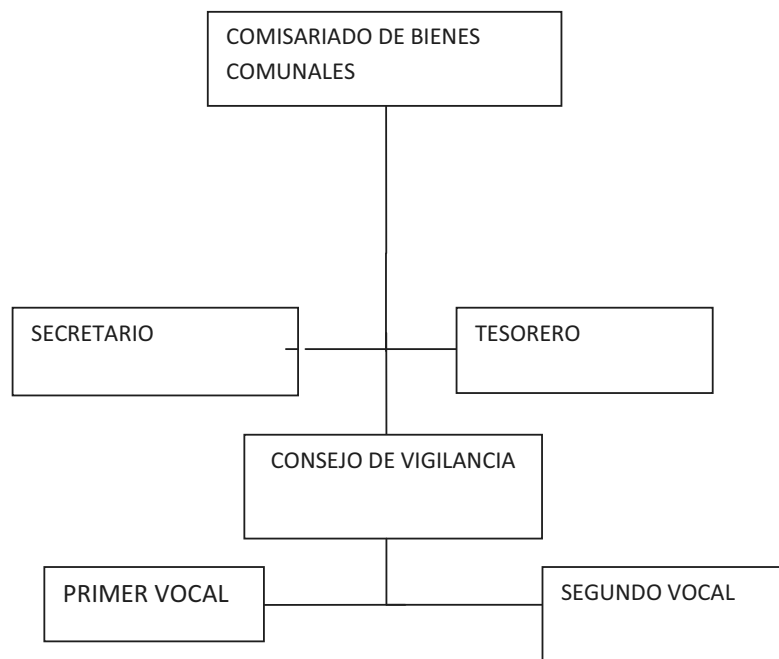 COMISARIADO DE BIENES
COMUNALES
SECRETARIO
TESORERO
CONSEJO DE VIGILANCIA
PRIMER VOCAL
SEGUNDO VOCAL